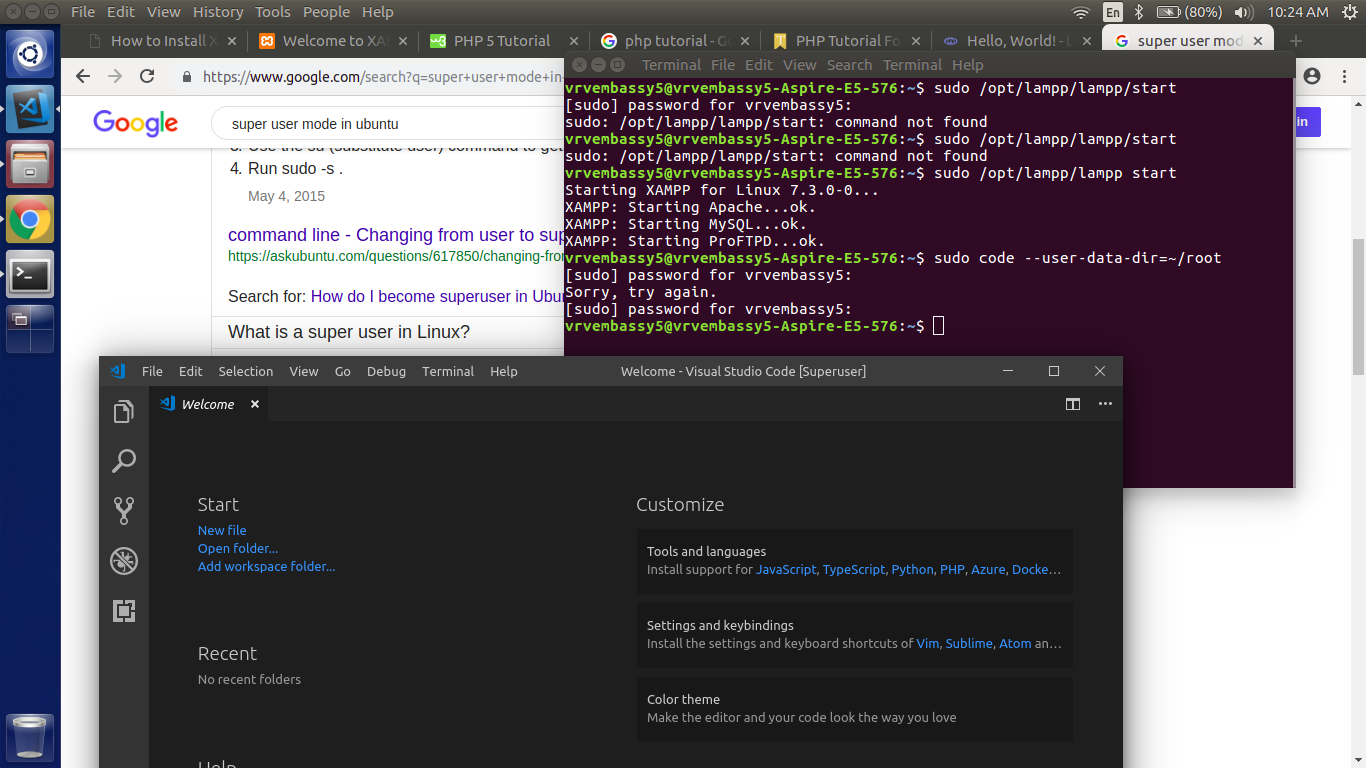 File Edit View History Tools People Help
En (80%) 10:24 AM
How to Install X
Welcome to XA
PHP 5 Tutorial
php tutorial - G
PHP Tutorial Fo
Hello, World! - L
super user mod
https://www.google.com/search?q=super+user+mode+in
Google
super user mode in ubuntu
in
3. Use the su (substitute user) command to get
4. Run sudo -s .
May 4, 2015
command line - Changing from user to sup
https://askubuntu.com/questions/617850/changing-fro
Search for: How do I become superuser in Ubu
What is a super user in Linux?
Terminal File Edit View Search Terminal Help
vrvembassy5@vrvembassy5-Aspire-E5-576:~$ sudo /opt/lampp/lampp/start
[sudo] password for vrvembassy5:
sudo: /opt/lampp/lampp/start: command not found
vrvembassy5@vrvembassy5-Aspire-E5-576:~$ sudo /opt/lampp/lampp/start
sudo: /opt/lampp/lampp/start: command not found
vrvembassy5@vrvembassy5-Aspire-E5-576:~$ sudo /opt/lampp/lampp start
Starting XAMPP for Linux 7.3.0-0...
XAMPP: Starting Apache...ok.
XAMPP: Starting MySQL...ok.
XAMPP: Starting ProFTPD...ok.
vrvembassy5@vrvembassy5-Aspire-E5-576:~$ sudo code --user-data-dir=~/root
[sudo] password for vrvembassy5:
Sorry, try again.
[sudo] password for vrvembassy5:
vrvembassy5@vrvembassy5-Aspire-E5-576:~$
File Edit Selection View Go Debug Terminal Help
Welcome - Visual Studio Code [Superuser]
Welcome
Start
New file
Open folder...
Add workspace folder...
Recent
No recent folders
Help
Customize
Tools and languages
Install support for JavaScript, TypeScript, Python, PHP, Azure, Docke…
Settings and keybindings
Install the settings and keyboard shortcuts of Vim, Sublime, Atom an…
Color theme
Make the editor and your code look the way you love